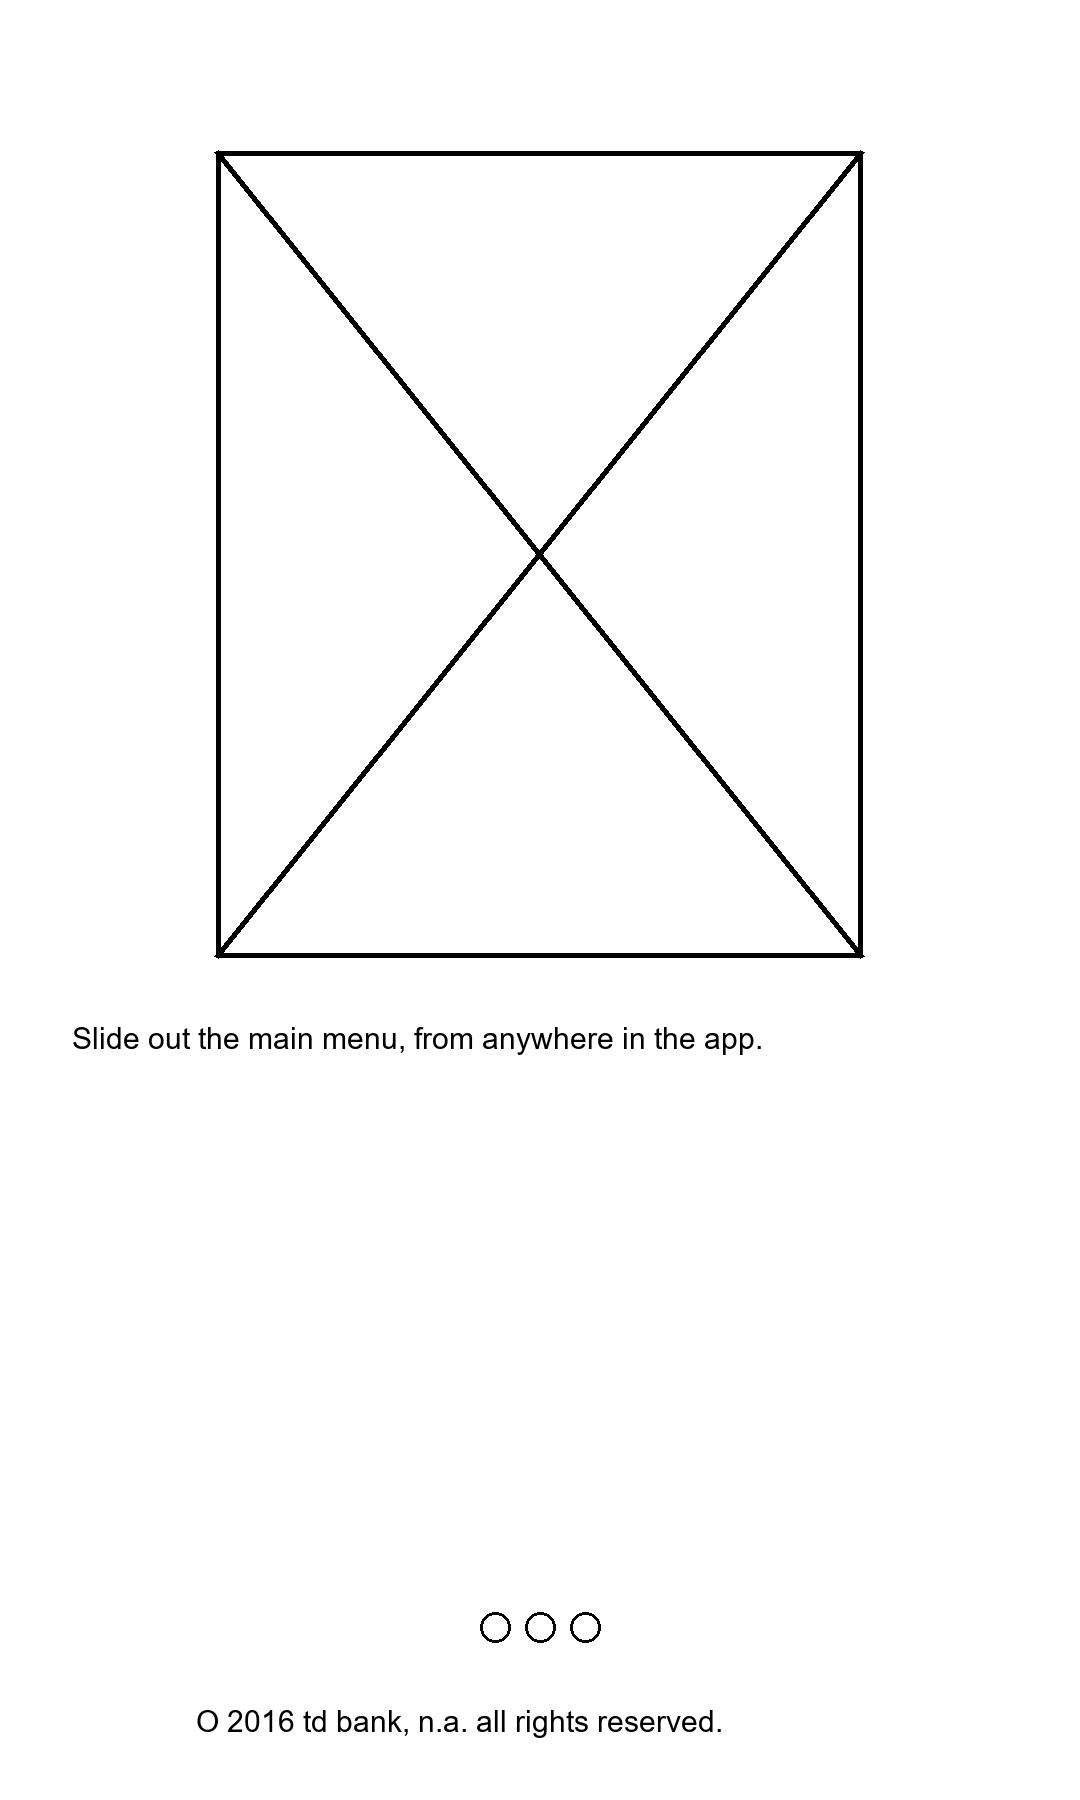 Slide out the main menu, from anywhere in the app.
O 2016 td bank, n.a. all rights reserved.